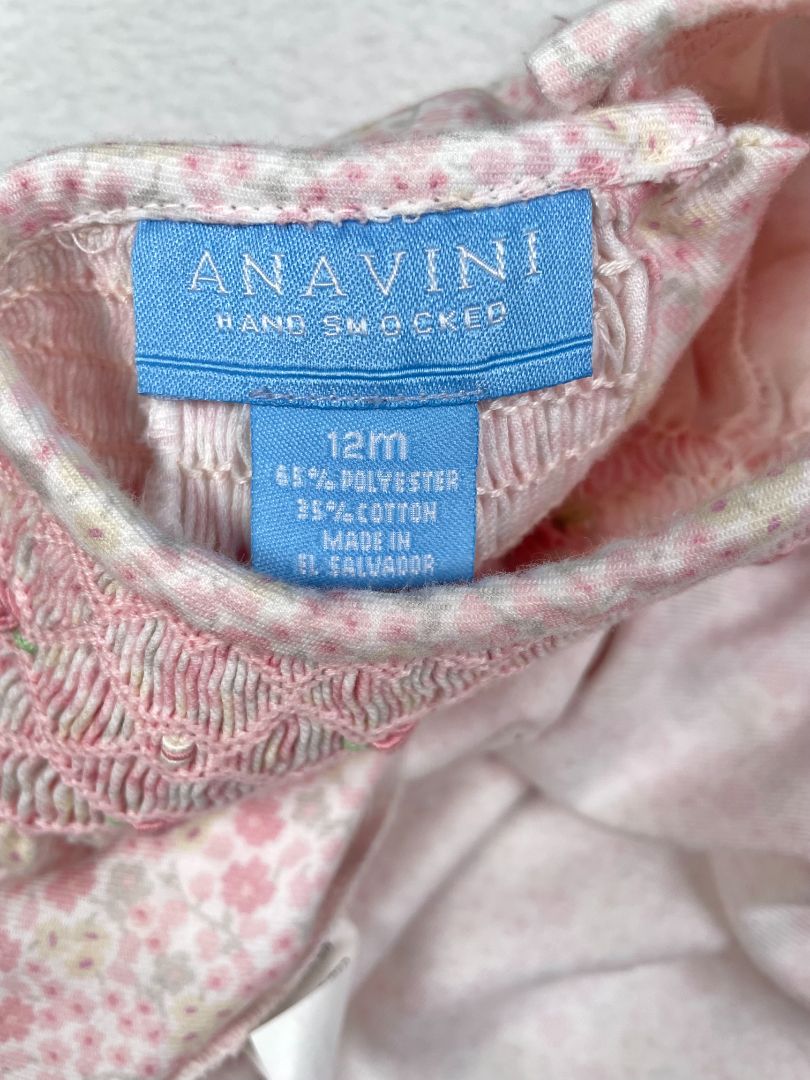 ANAVINI
HAND SMOCKED
12m
65% POLYESTER
35% COTTON
MADE IN
EL SALVADOR